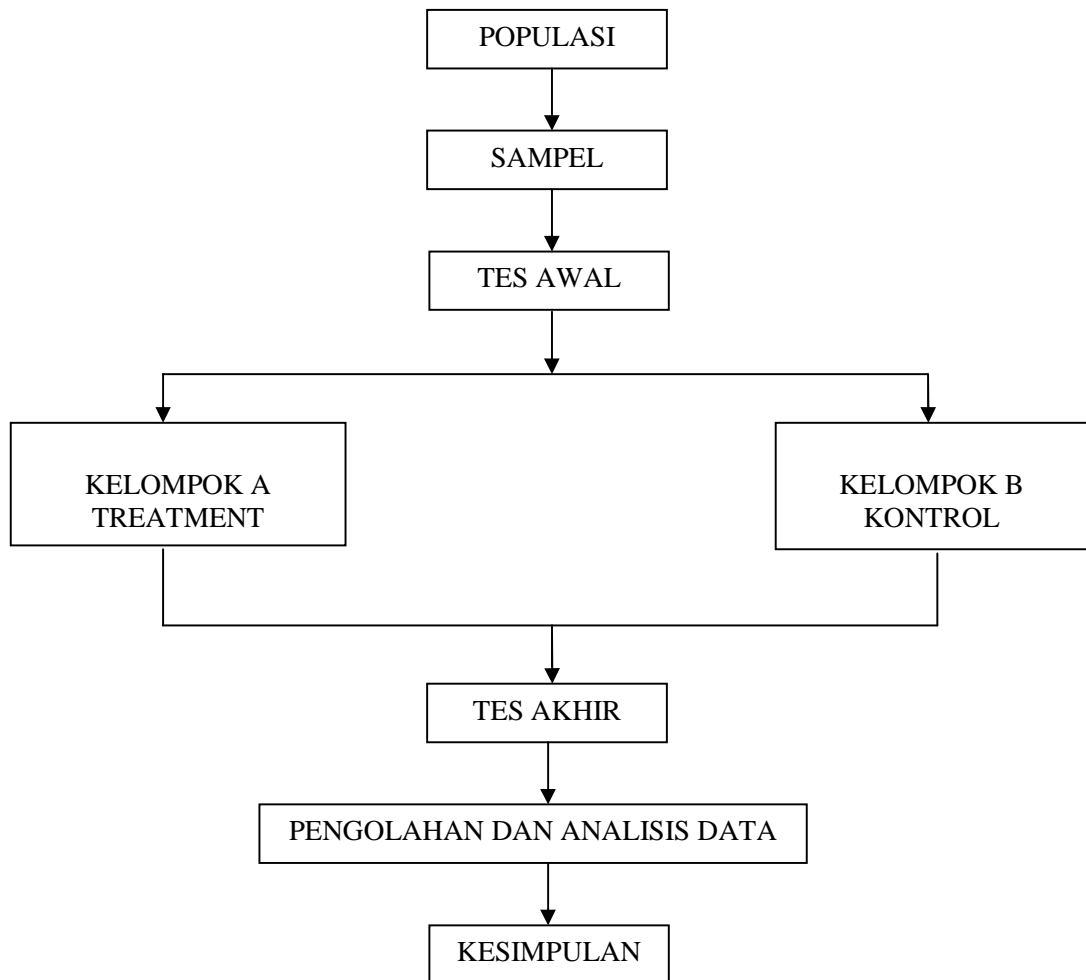 POPULASI
SAMPEL
TES AWAL
KELOMPOK A
TREATMENT
KELOMPOK B
KONTROL
TES AKHIR
PENGOLAHAN DAN ANALISIS DATA
KESIMPULAN